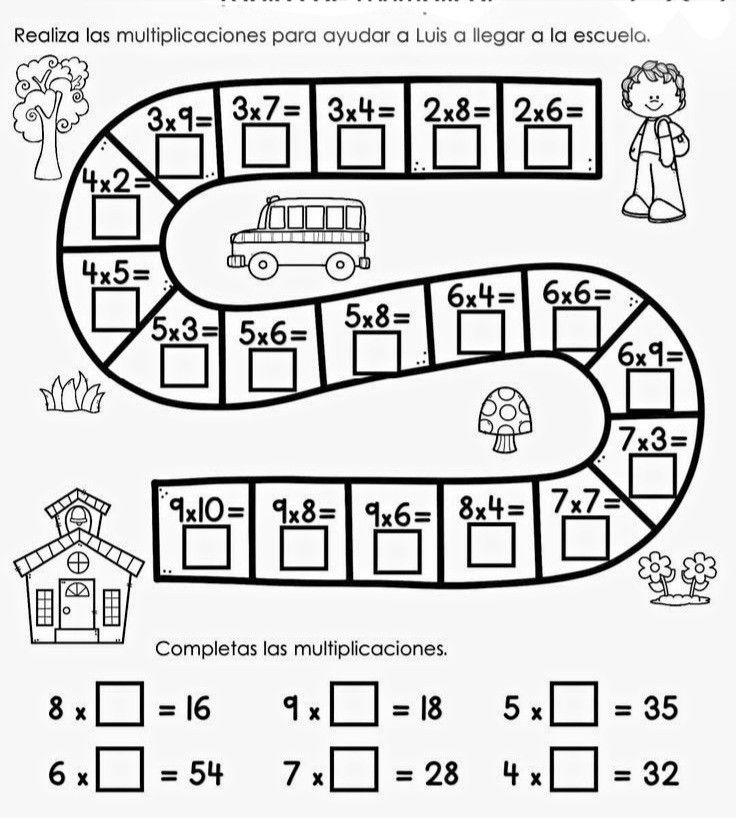 Realiza las multiplicaciones para ayudar a Luis a llegar a la escuela.
3x9= 3x7= 3x4= 2x8= 2x6=
4x2=
4x5=
5x3= 5x6= 5x8= 6x4= 6x6=
6x9=
7x3=
9x10= 9x8= 9x6= 8x4= 7x7=
Completas las multiplicaciones.
8 x = 16 9 x = 18 5 x = 35
6 x = 54 7 x = 28 4 x = 32